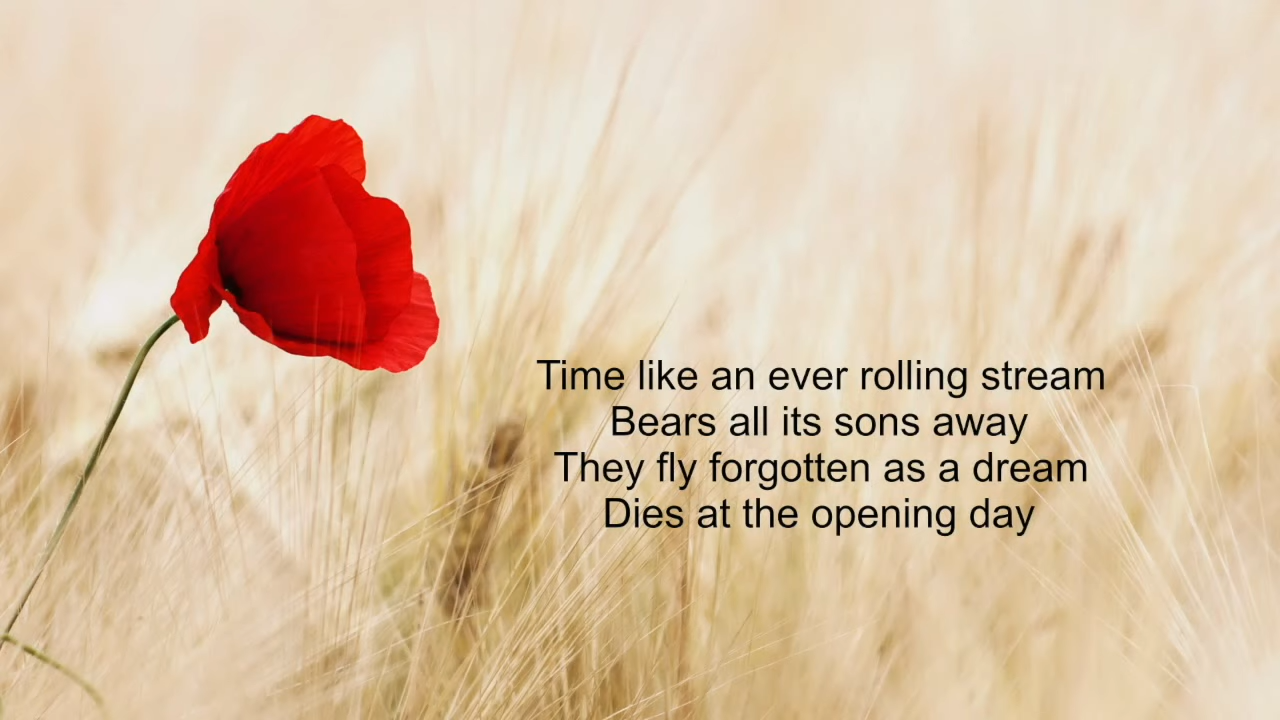 Time like an ever rolling stream
Bears all its sons away
They fly forgotten as a dream
Dies at the opening day